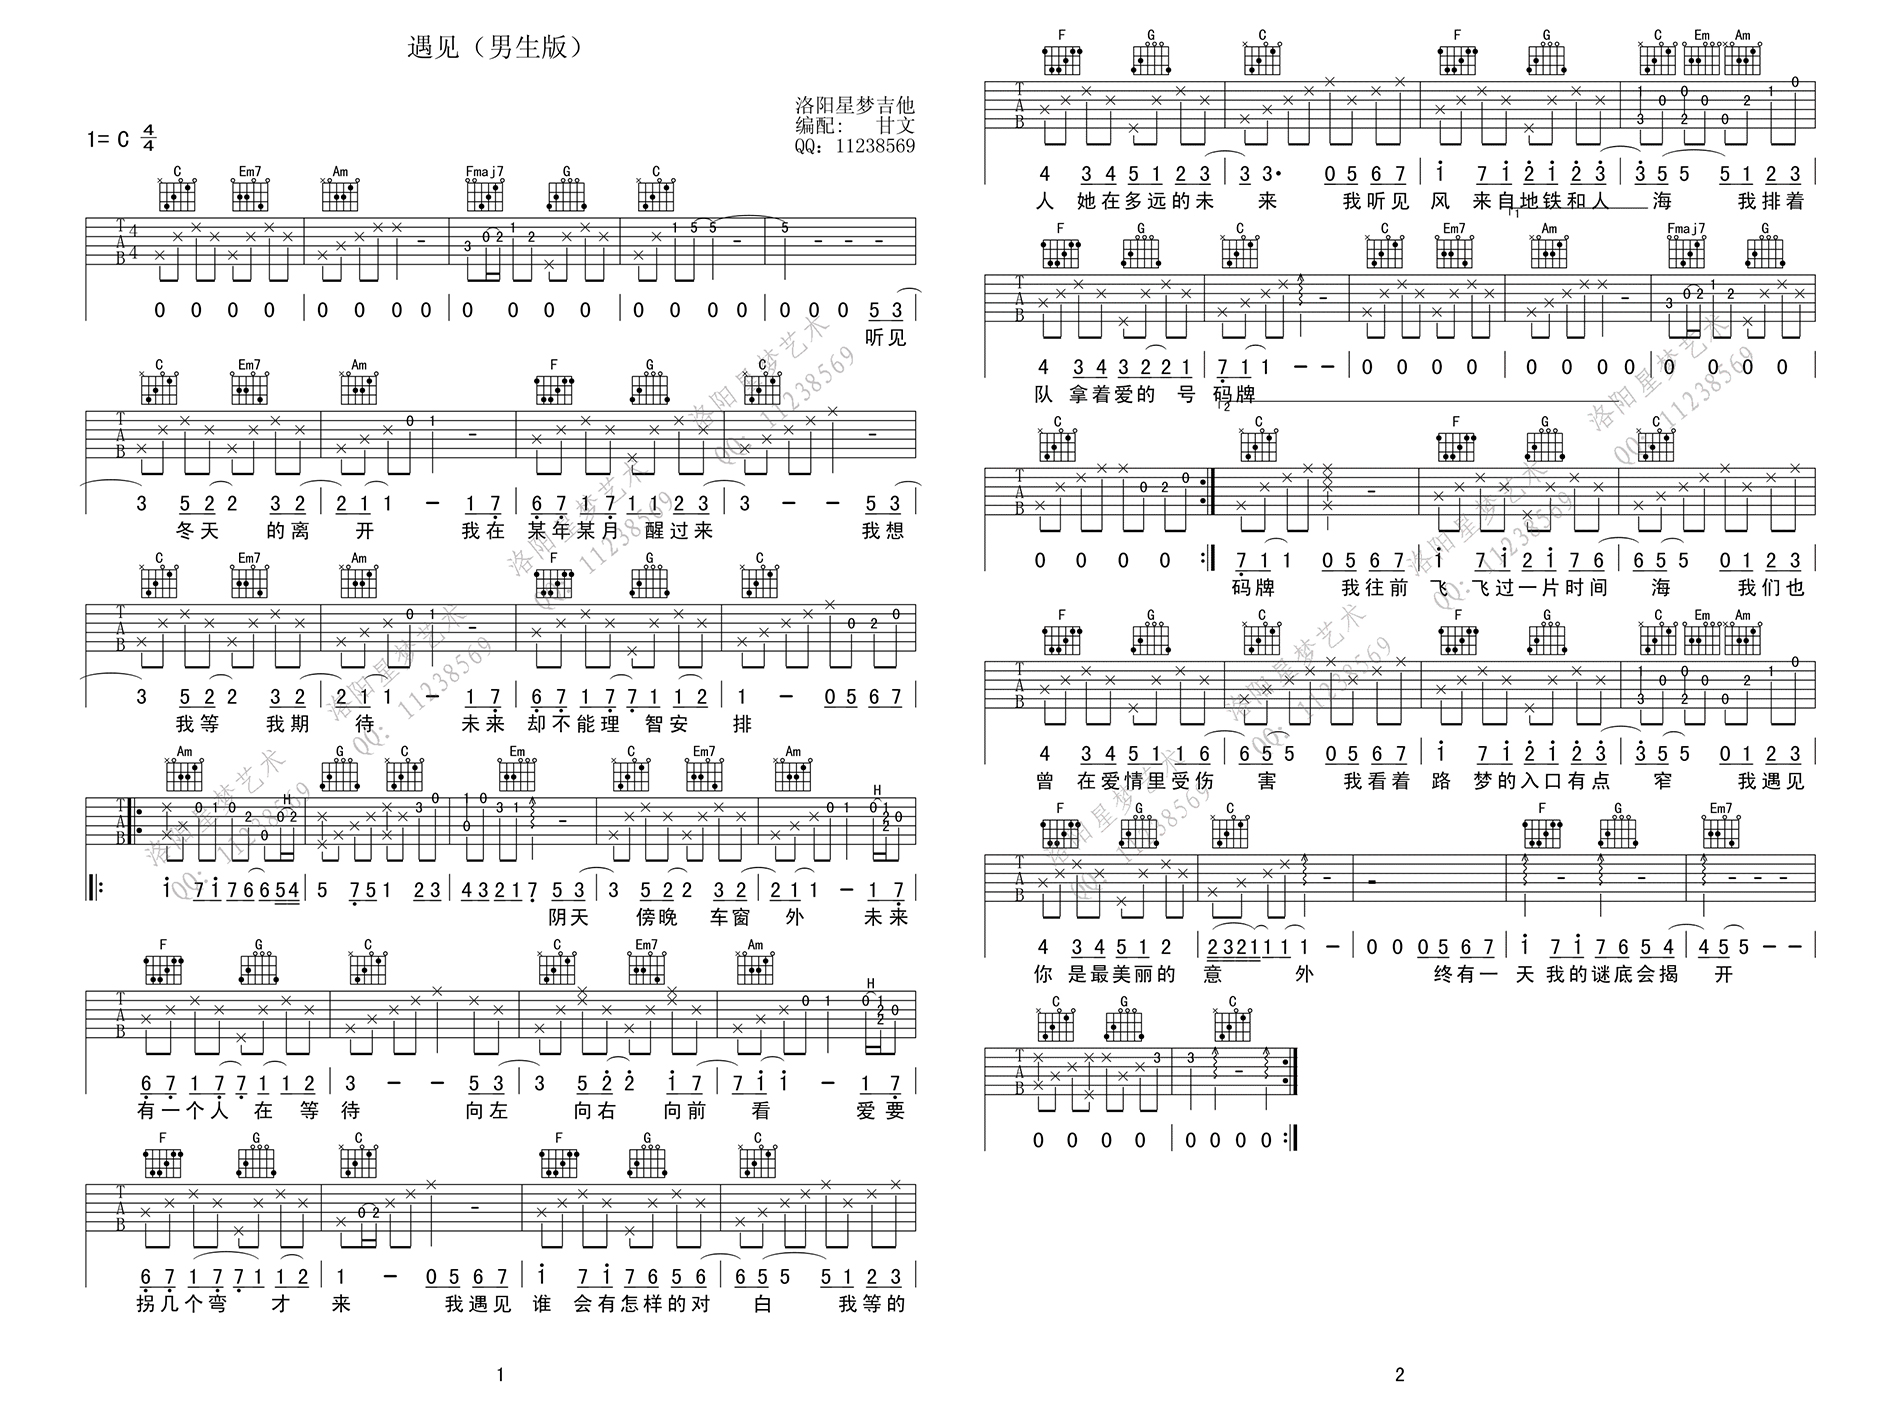 遇见（男生版）
洛阳星梦吉他
编配： 甘文
QQ：11238569
1= C 4/4
C Em7 Am Fmaj7 G C
0 0 0 0 0 0 0 0 0 0 0 0 0 0 0 0 0 0 0 5 3
听见
C Em7 Am F G C
3 5 2 2 3 2 2 1 1 - 1 7 6 7 1 7 1 1 2 3 3 - - 5 3
冬天 的离 开 我在 某年某月 醒过来 我想
C Em7 Am F G C
3 5 2 2 3 2 2 1 1 - 1 7 6 7 1 7 7 1 1 2 1 - 0 5 6 7
我等 我期 待 未来 却不能理 智安 排
Am G C Em C Em7 Am
i 7 i 7 6 6 5 4 5 7 5 1 2 3 4 3 2 1 7 5 3 3 5 2 2 3 2 2 1 1 - 1 7
阴天 傍晚 车窗 外 未来
F G C C Em7 Am
6 7 1 7 7 1 1 2 3 - - 5 3 3 5 2 2 i 7 7 i i - 1 7
有一个人 在 等 待 向左 向右 向前 看 爱要
F G C F G C
6 7 1 7 7 1 1 2 1 - 0 5 6 7 i 7 i 7 6 5 6 6 5 5 5 1 2 3
拐几个弯 才 来 我遇见 谁 会有怎样的对 白 我等的
1
F G C F G C Em Am
4 3 4 5 1 2 3 3 3· 0 5 6 7 i 7 i 2 i 2 3 3 5 5 5 1 2 3
人 她在多远的未 来 我听见 风 来自地铁和人 海 我排着
1
F G C C Em7 Am Fmaj7 G
4 3 4 3 2 2 1 7 1 1 - - 0 0 0 0 0 0 0 0 0 0 0 0
队 拿着爱的 号 码牌
2
C C F G C
0 0 0 0 7 1 1 0 5 6 7 i 7 i 2 i 7 6 6 5 5 0 1 2 3
码牌 我往前 飞 飞过一片时间 海 我们也
F G C F G C Em Am
4 3 4 5 1 1 6 6 5 5 0 5 6 7 i 7 i 2 i 2 3 3 5 5 0 1 2 3
曾 在爱情里受伤 害 我看着 路 梦的入口有点 窄 我遇见
F G C F G Em7
4 3 4 5 1 2 2 3 2 1 1 1 1 - 0 0 0 5 6 7 i 7 i 7 6 5 4 4 5 5 - -
你 是最美丽的 意 外 终有一 天 我的谜底会揭 开
C G C
0 0 0 0 0 0 0 0
2
洛阳星梦艺术
QQ：11238569